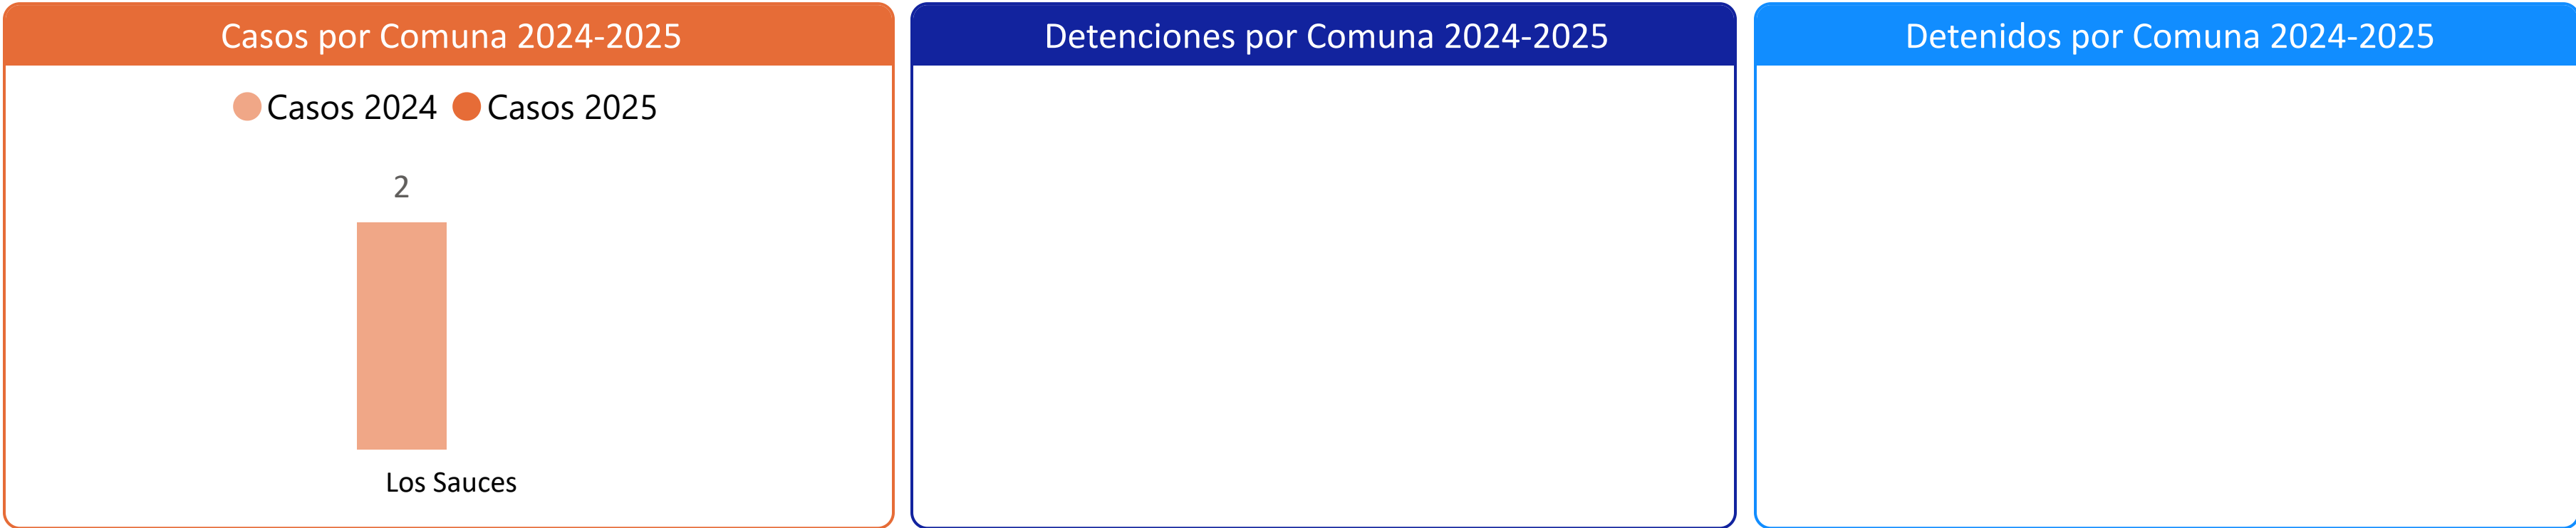 Casos por Comuna 2024-2025
Casos 2024 Casos 2025
2
Los Sauces
Detenciones por Comuna 2024-2025
Detenidos por Comuna 2024-2025